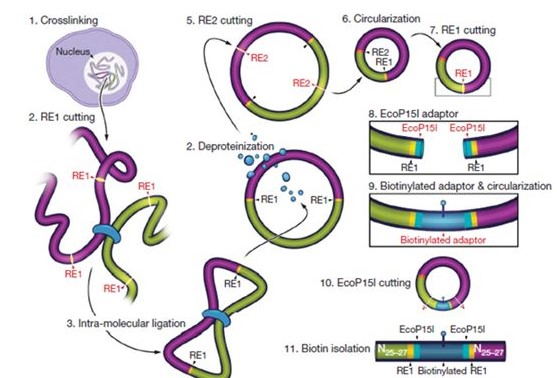 1. Crosslinking
Nucleus
2. RE1 cutting
RE1
RE1
RE1
RE1
3. Intra-molecular ligation
RE1
RE1
2. Deproteinization
RE1
RE1
5. RE2 cutting
RE2
RE2
6. Circularization
RE2
RE1
7. RE1 cutting
RE1
8. EcoP15I adaptor
EcoP15I EcoP15I
RE1 RE1
9. Biotinylated adaptor & circularization
Biotinylated adaptor
10. EcoP15I cutting
EcoP15I EcoP15I
11. Biotin isolation N25–27 N25–27
RE1 Biotinylated RE1